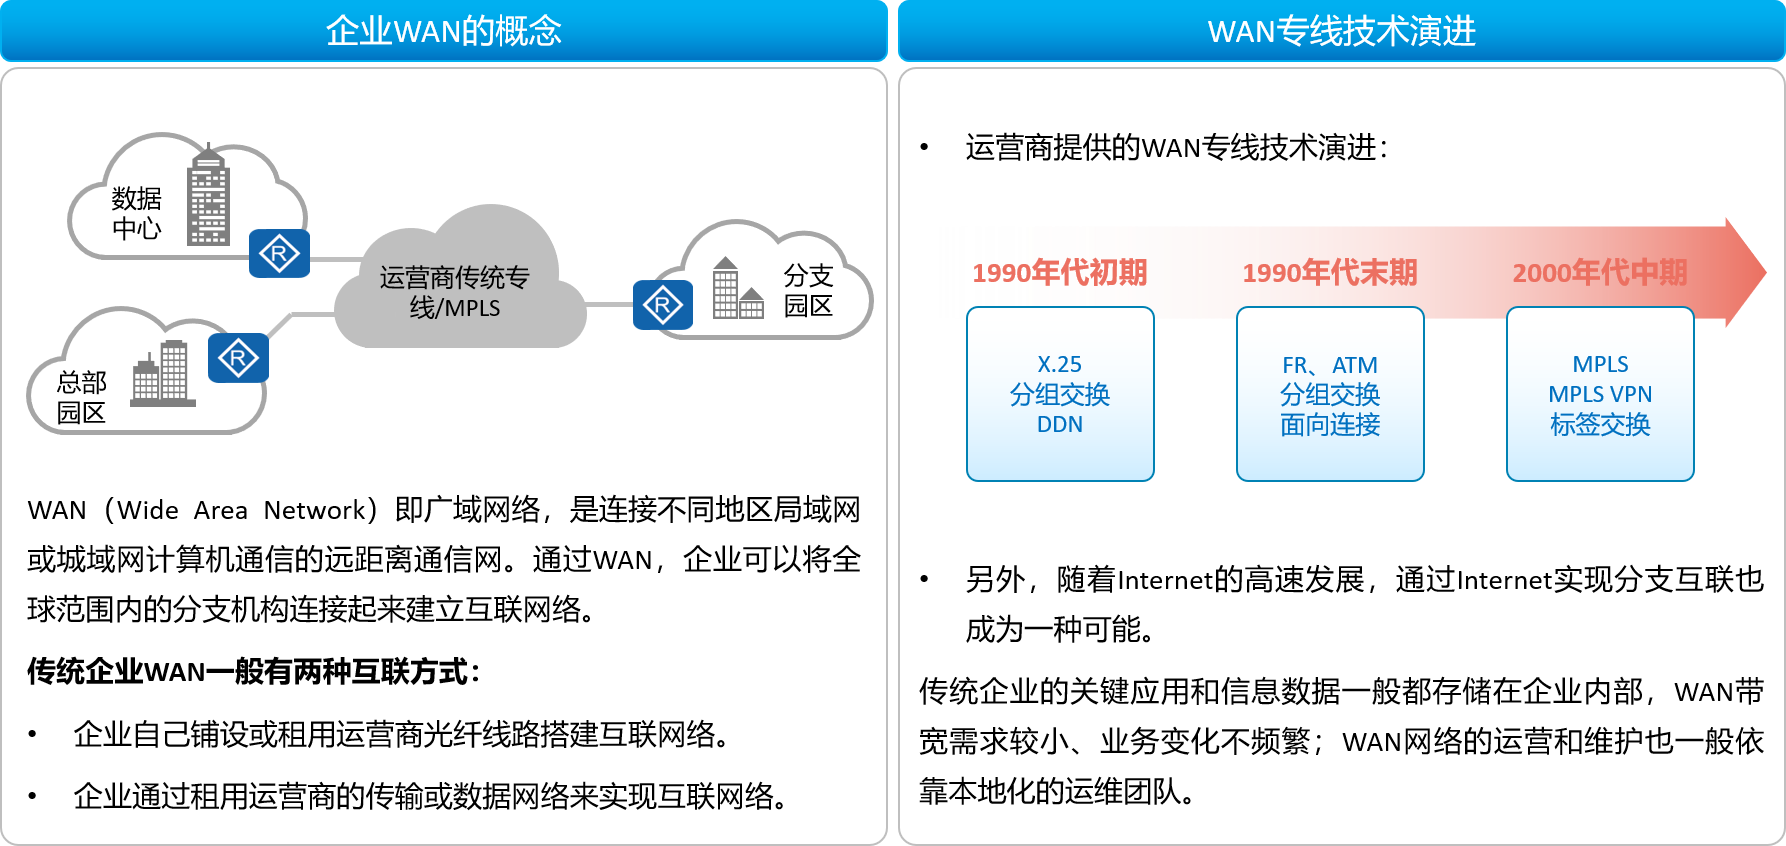 企业WAN的概念
数据
中心
R
运营商传统专
线/MPLS
R
分支
园区
总部
园区
R
WAN（Wide Area Network）即广域网络，是连接不同地区局域网
或城域网计算机通信的远距离通信网。通过WAN，企业可以将全
球范围内的分支机构连接起来建立互联网络。
传统企业WAN一般有两种互联方式：
• 企业自己铺设或租用运营商光纤线路搭建互联网络。
• 企业通过租用运营商的传输或数据网络来实现互联网络。
WAN专线技术演进
• 运营商提供的WAN专线技术演进：
1990年代初期
1990年代末期
2000年代中期
X.25
分组交换
DDN
FR、ATM
分组交换
面向连接
MPLS
MPLS VPN
标签交换
• 另外，随着Internet的高速发展，通过Internet实现分支互联也
成为一种可能。
传统企业的关键应用和信息数据一般都存储在企业内部，WAN带
宽需求较小、业务变化不频繁；WAN网络的运营和维护也一般依
靠本地化的运维团队。